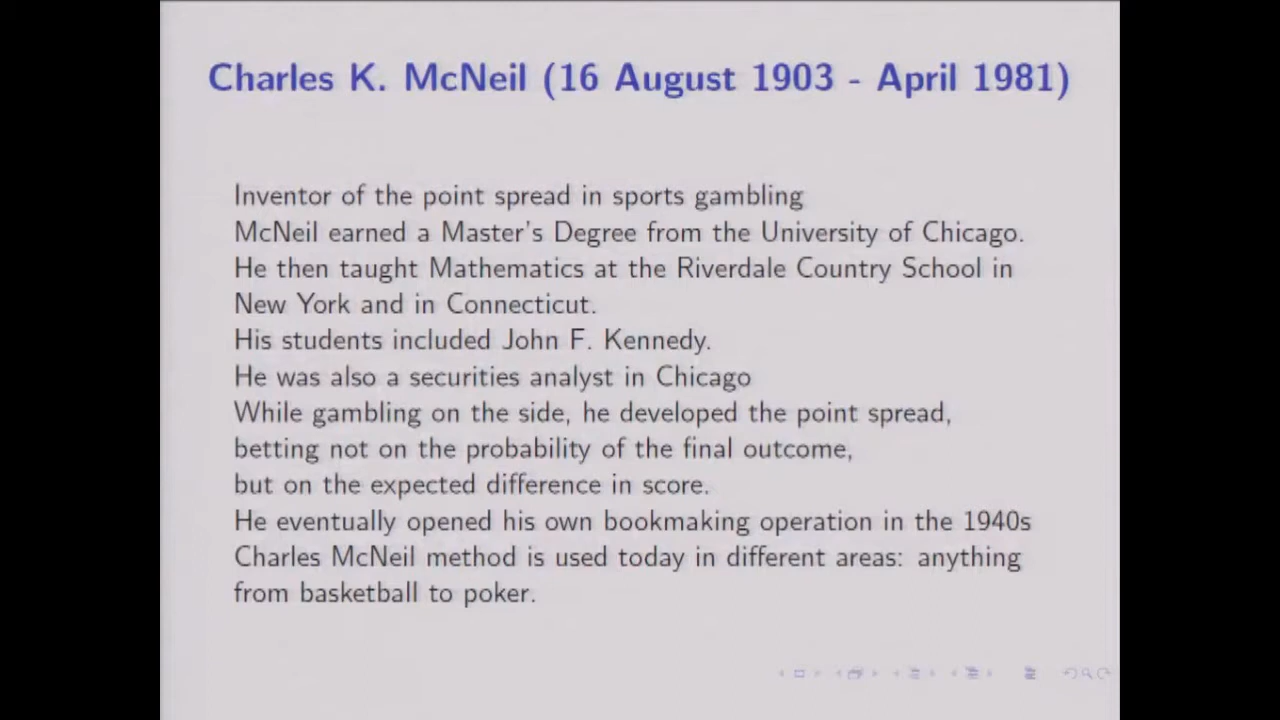 Charles K. McNeil (16 August 1903 - April 1981)
Inventor of the point spread in sports gambling
McNeil earned a Master's Degree from the University of Chicago.
He then taught Mathematics at the Riverdale Country School in
New York and in Connecticut.
His students included John F. Kennedy.
He was also a securities analyst in Chicago
While gambling on the side, he developed the point spread,
betting not on the probability of the final outcome,
but on the expected difference in score.
He eventually opened his own bookmaking operation in the 1940s
Charles McNeil method is used today in different areas: anything
from basketball to poker.